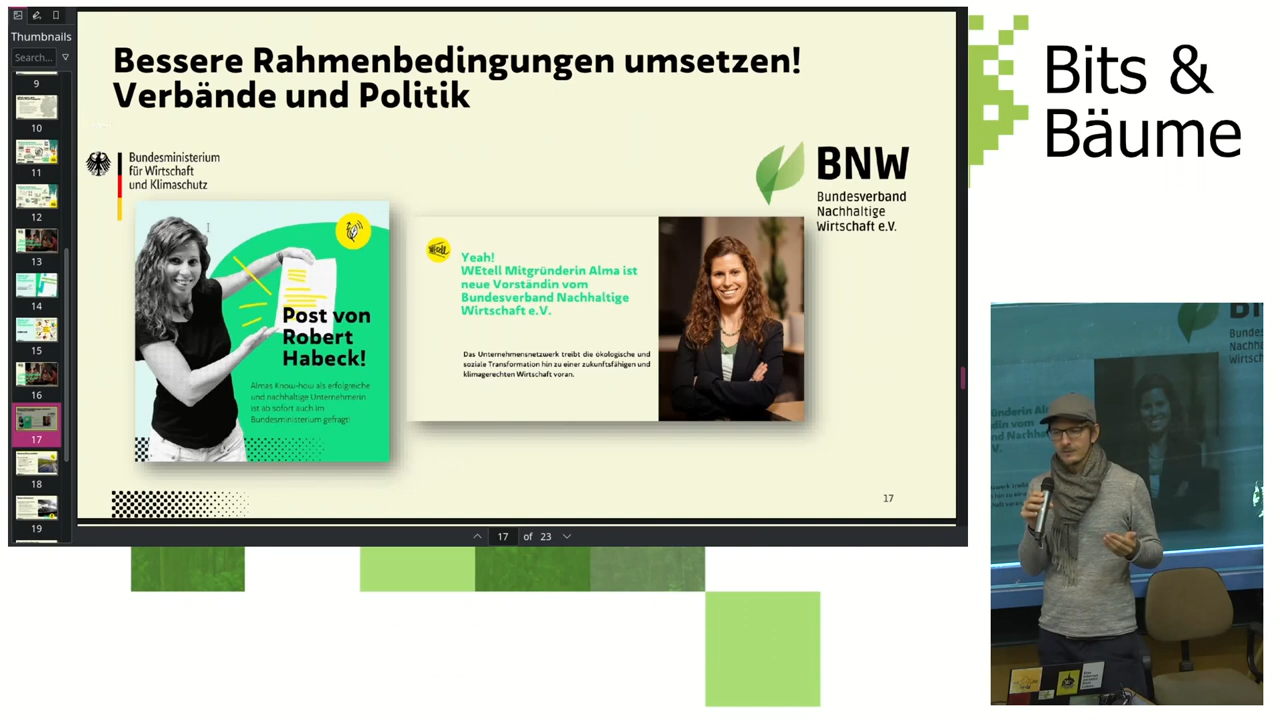 Thumbnails
Search...
9
10
11
12
13
14
15
16
17
18
19
Bessere Rahmenbedingungen umsetzen!
Verbände und Politik
Bundesministerium
für Wirtschaft
und Klimaschutz
Post von
Robert
Habeck!
Almas Know-how als erfolgreiche
und nachhaltige Unternehmerin
ist ab sofort auch im
Bundesministerium gefragt!
WEtell
Yeah!
WEtell Mitgründerin Alma ist
neue Vorständin vom
Bundesverband Nachhaltige
Wirtschaft e.V.
Das Unternehmensnetzwerk treibt die ökologische und
soziale Transformation hin zu einer zukunftsfähigen und
klimagerechten Wirtschaft voran.
BNW
Bundesverband
Nachhaltige
Wirtschaft e.V.
17
17 of 23
Bits &
Bäume